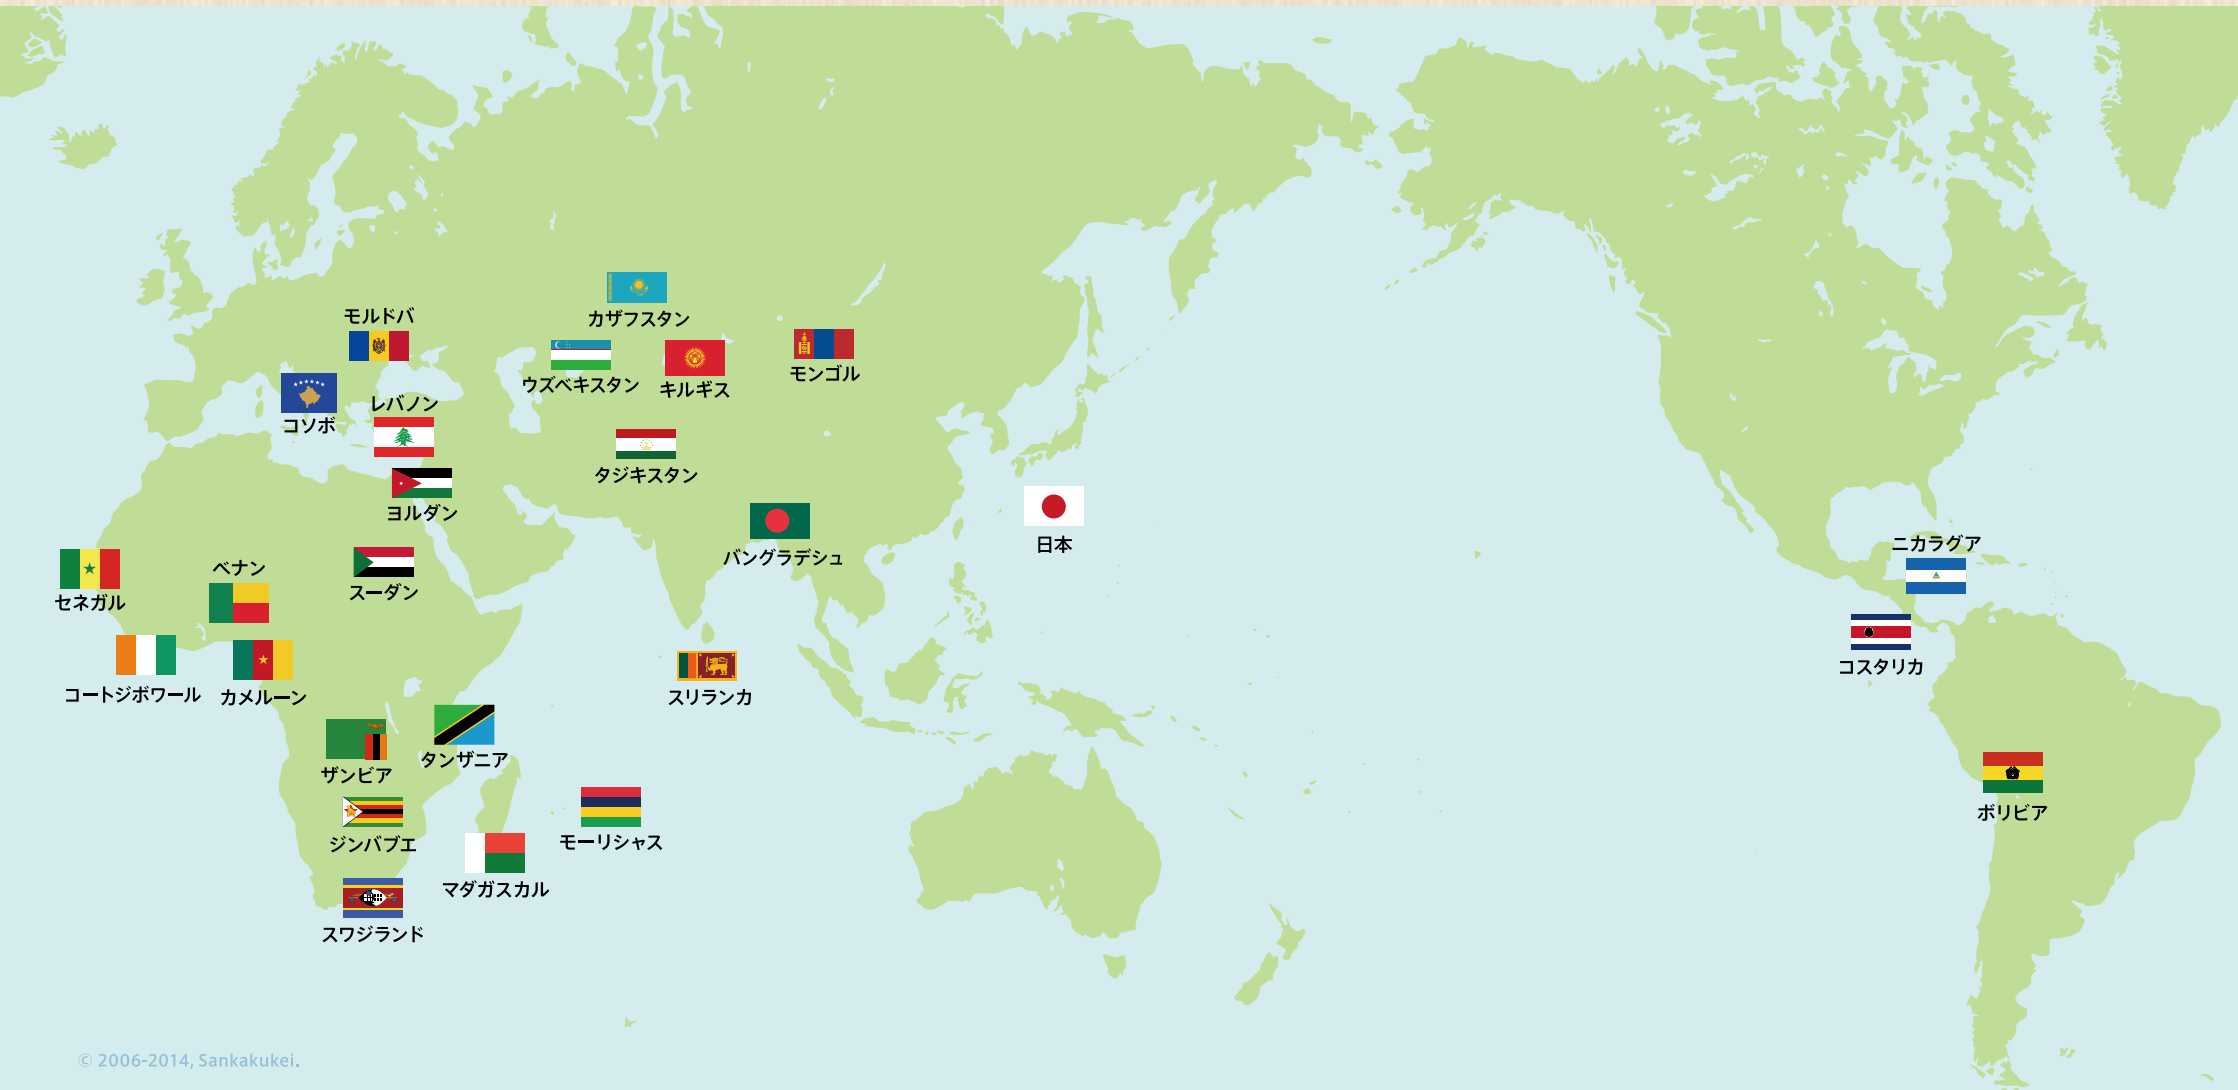 カザフスタン
モルドバ
モンゴル
ウズベキスタン
キルギス
レバノン
コソボ
タジキスタン
ヨルダン
日本
ニカラグア
バングラデシュ
ベナン
スーダン
セネガル
コスタリカ
コートジボワール
カメルーン
スリランカ
タンザニア
ザンビア
ボリビア
モーリシャス
ジンバブエ
マダガスカル
スワジランド
© 2006-2014, Sankakukei.